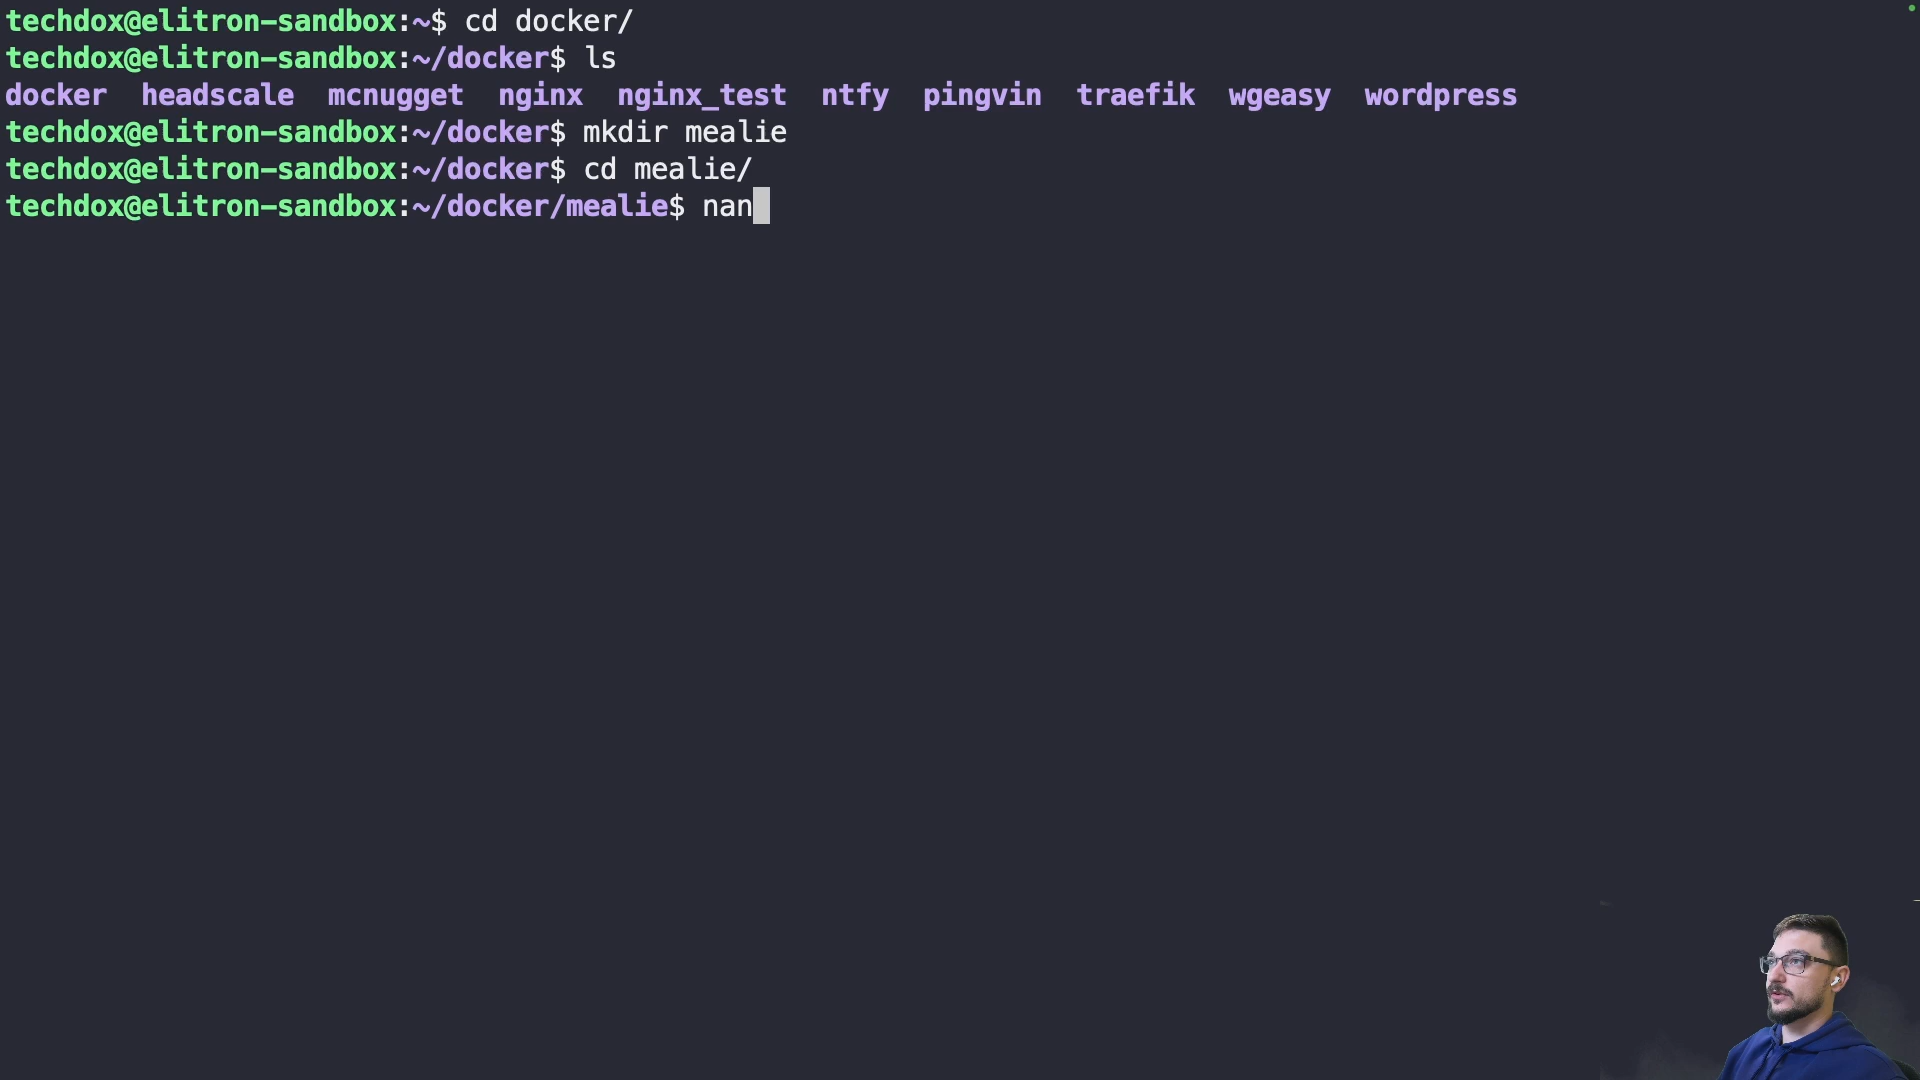 techdox@elitron-sandbox:~$ cd docker/
techdox@elitron-sandbox:~/docker$ ls
docker  headscale  mcnugget  nginx  nginx_test  ntfy  pingvin  traefik  wgeasy  wordpress
techdox@elitron-sandbox:~/docker$ mkdir mealie
techdox@elitron-sandbox:~/docker$ cd mealie/
techdox@elitron-sandbox:~/docker/mealie$ nan